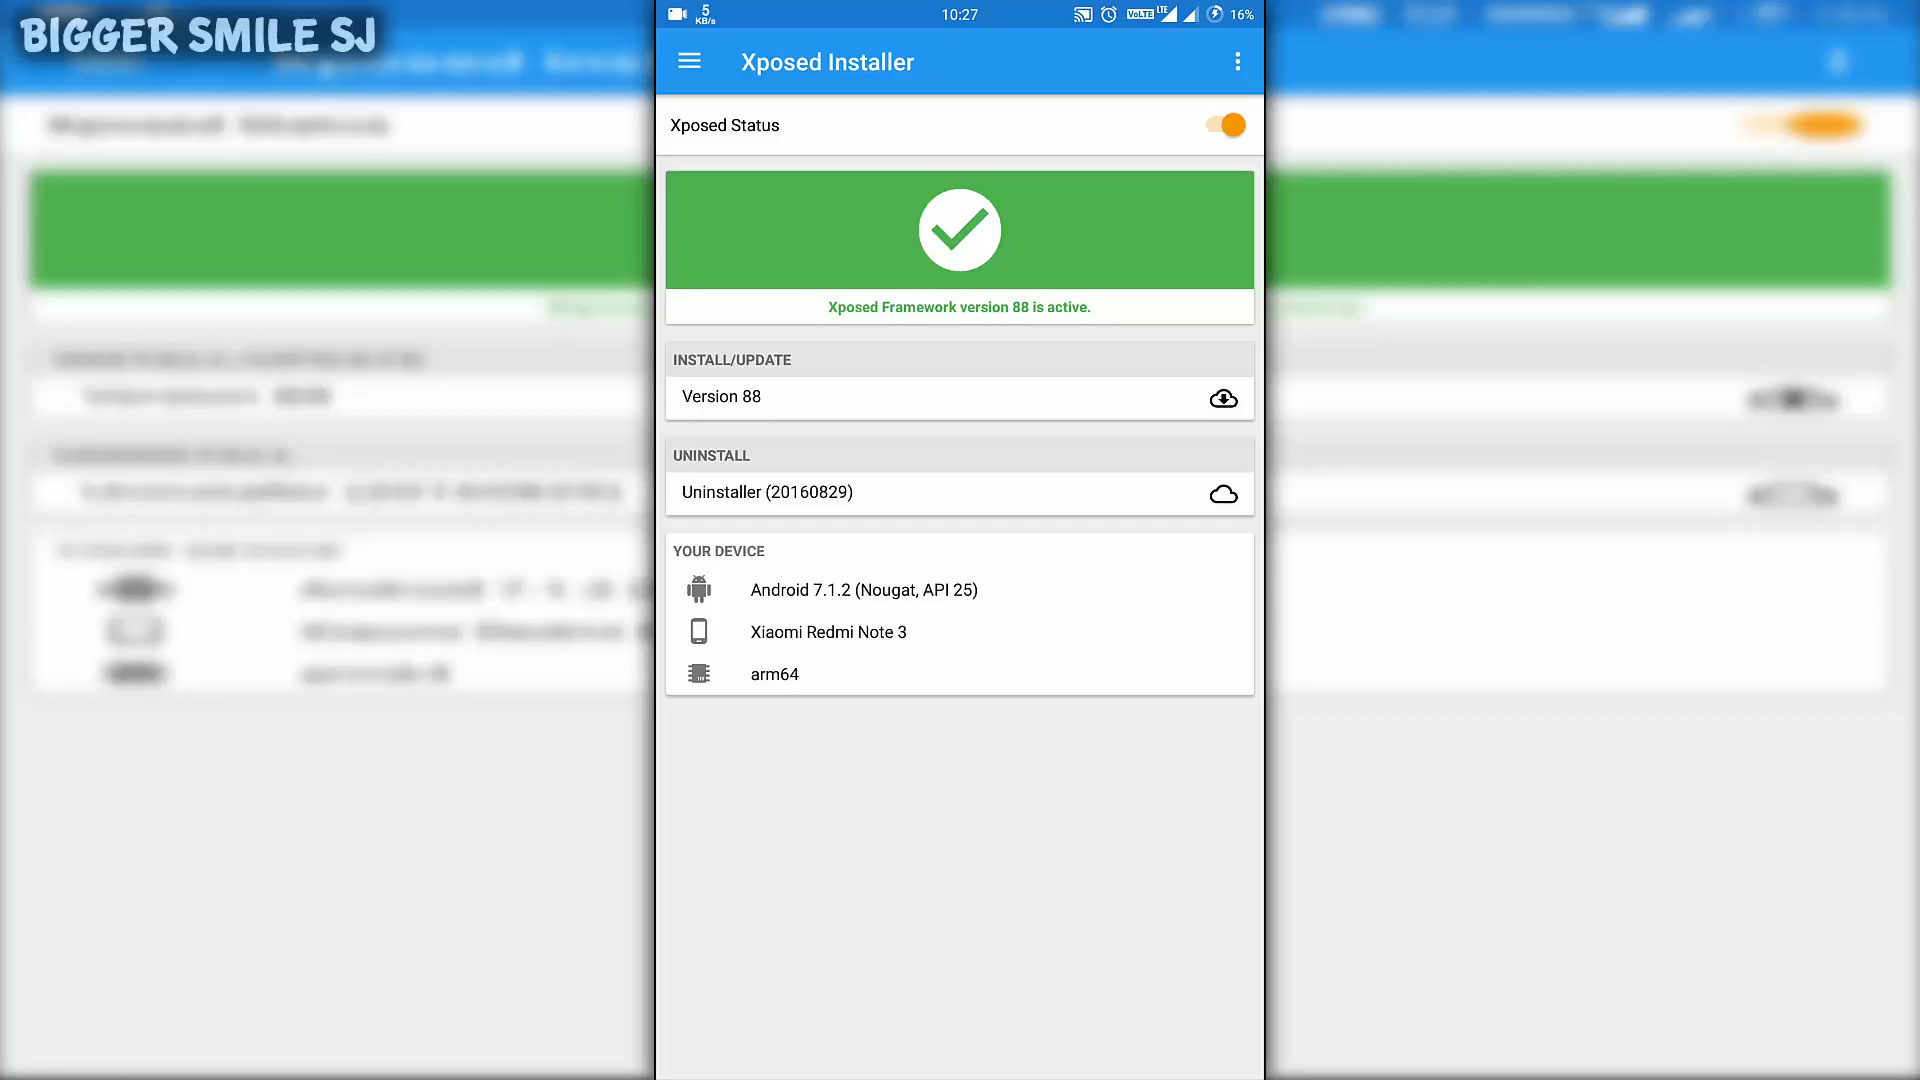 BIGGER SMILE SJ
5
KB/s
10:27
VoLTE LTE
16%
Xposed Installer
Xposed Status
Xposed Framework version 88 is active.
INSTALL/UPDATE
Version 88
UNINSTALL
Uninstaller (20160829)
YOUR DEVICE
Android 7.1.2 (Nougat, API 25)
Xiaomi Redmi Note 3
arm64